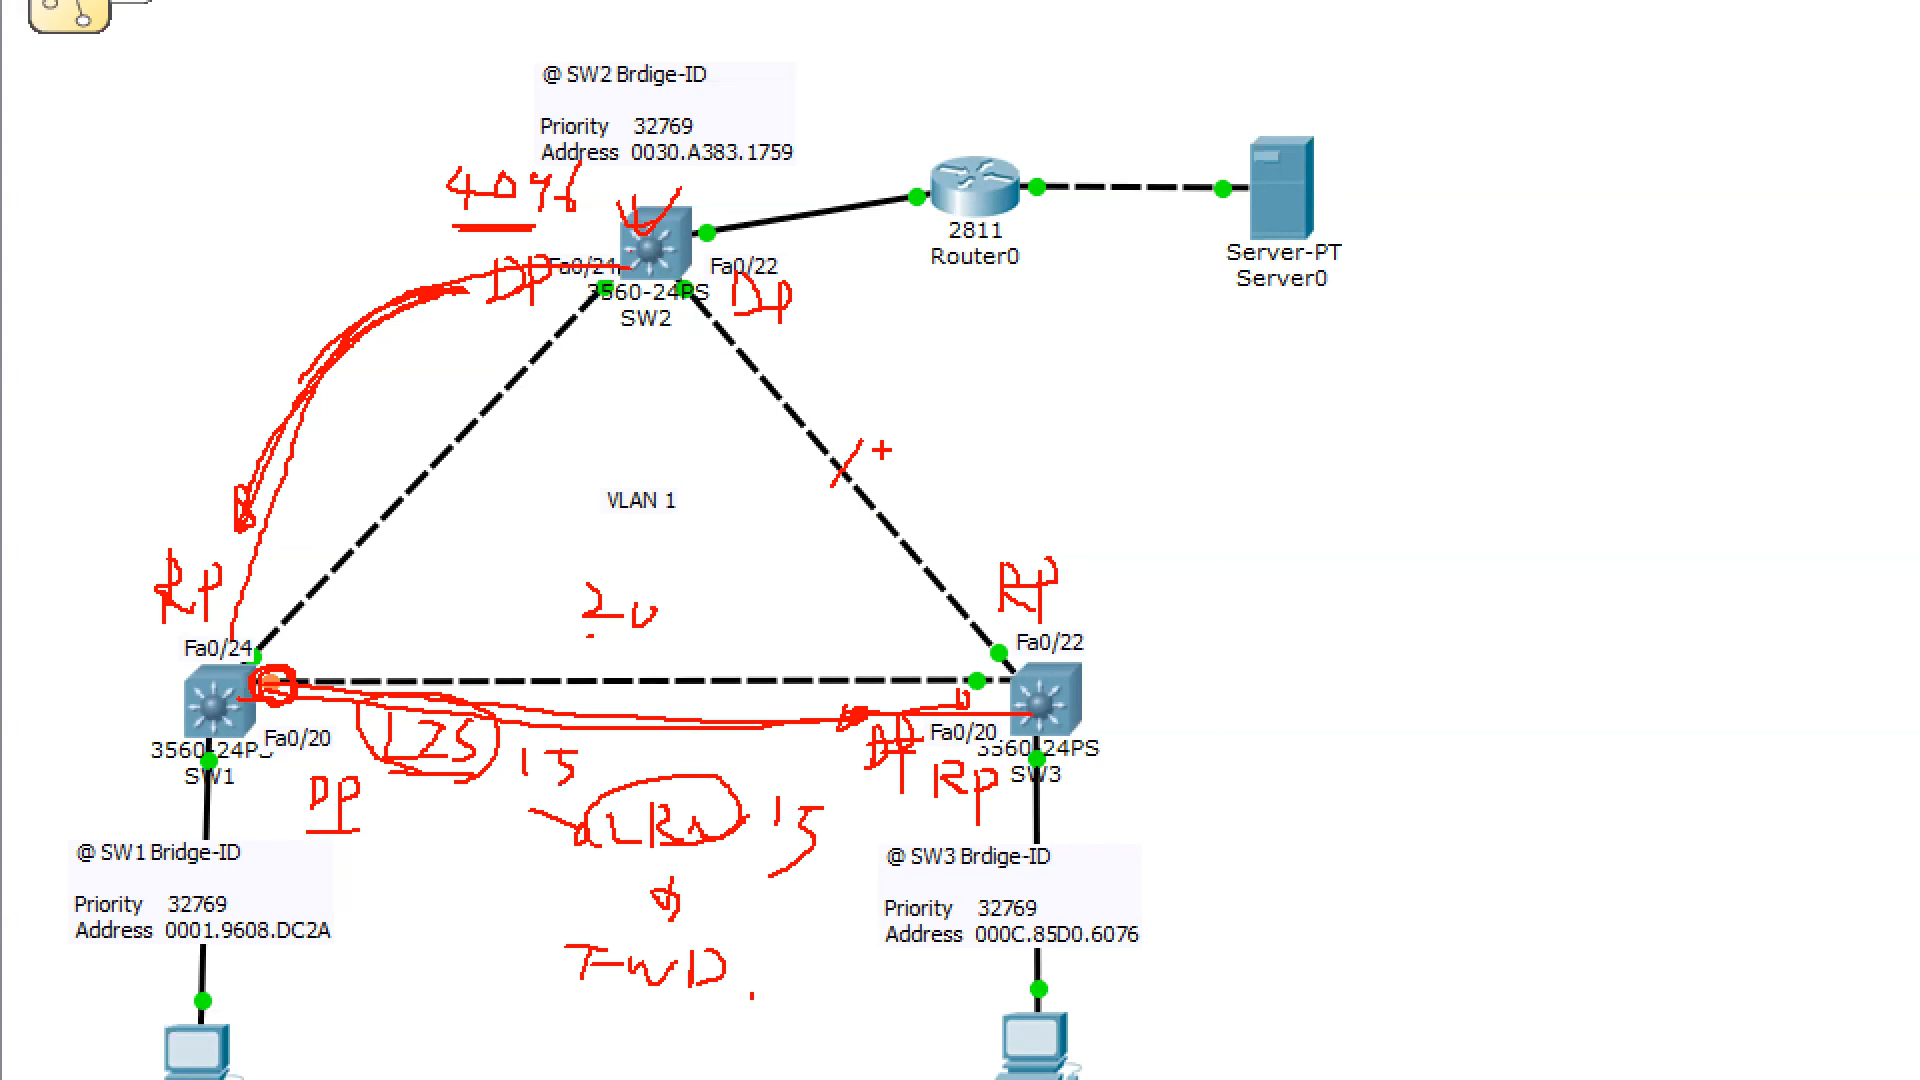 @ SW2 Brdige-ID
Priority 32769
Address 0030.A383.1759
4096
2811
Router0
Server-PT
Server0
DP
Fa0/24
Fa0/22
DP
3560-24PS
SW2
+
VLAN 1
RP
RP
20
Fa0/24
Fa0/22
Fa0/20
Fa0/20
3560-24PS
SW1
3560-24PS
SW3
15
DP
RP
LRN 15
@ SW1 Bridge-ID
Priority 32769
Address 0001.9608.DC2A
@ SW3 Brdige-ID
Priority 32769
Address 000C.85D0.6076
FWD.